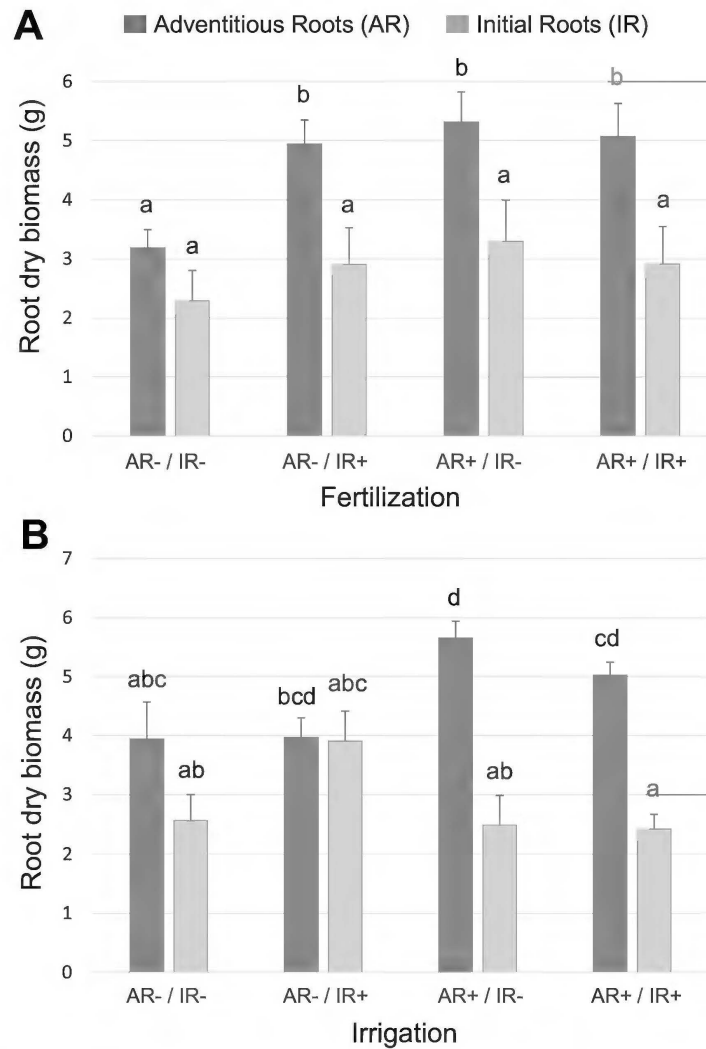 A
Adventitious Roots (AR) Initial Roots (IR)
Root dry biomass (g)
6
5
4
3
2
1
0
a a b a b a b a
AR- / IR- AR- / IR+ AR+ / IR- AR+ / IR+
Fertilization
B
Root dry biomass (g)
7
6
5
4
3
2
1
0
abc ab bcd abc d ab cd a
AR- / IR- AR- / IR+ AR+ / IR- AR+ / IR+
Irrigation